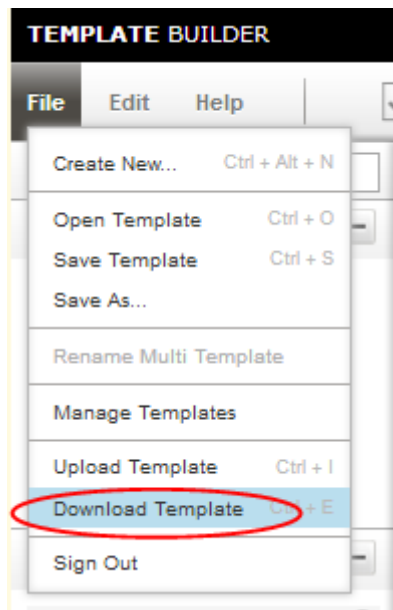 TEMPLATE BUILDER
File Edit Help
Create New... Ctrl + Alt + N
Open Template Ctrl + O
Save Template Ctrl + S
Save As...
Rename Multi Template
Manage Templates
Upload Template Ctrl + I
Download Template Ctrl + E
Sign Out